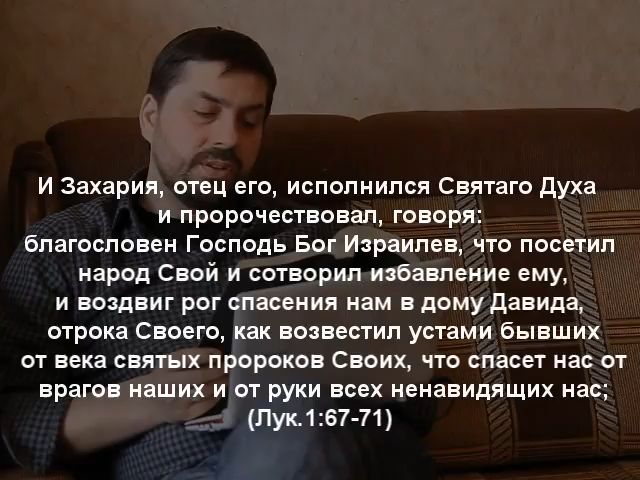 И Захария, отец его, исполнился Святаго Духа
и пророчествовал, говоря:
благословен Господь Бог Израилев, что посетил
народ Свой и сотворил избавление ему,
и воздвиг рог спасения нам в дому Давида,
отрока Своего, как возвестил устами бывших
от века святых пророков Своих, что спасет нас от
врагов наших и от руки всех ненавидящих нас;
(Лук.1:67-71)